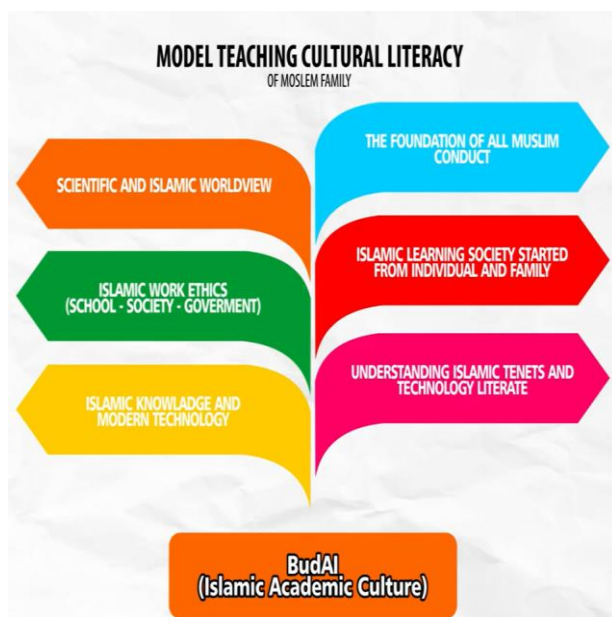 MODEL TEACHING CULTURAL LITERACY
OF MOSLEM FAMILY
THE FOUNDATION OF ALL MUSLIM
CONDUCT
SCIENTIFIC AND ISLAMIC WORLDVIEW
ISLAMIC LEARNING SOCIETY STARTED
FROM INDIVIDUAL AND FAMILY
ISLAMIC WORK ETHICS
(SCHOOL - SOCIETY - GOVERMENT)
UNDERSTANDING ISLAMIC TENETS AND
TECHNOLOGY LITERATE
ISLAMIC KNOWLADGE AND
MODERN TECHNOLOGY
BudAI
(Islamic Academic Culture)